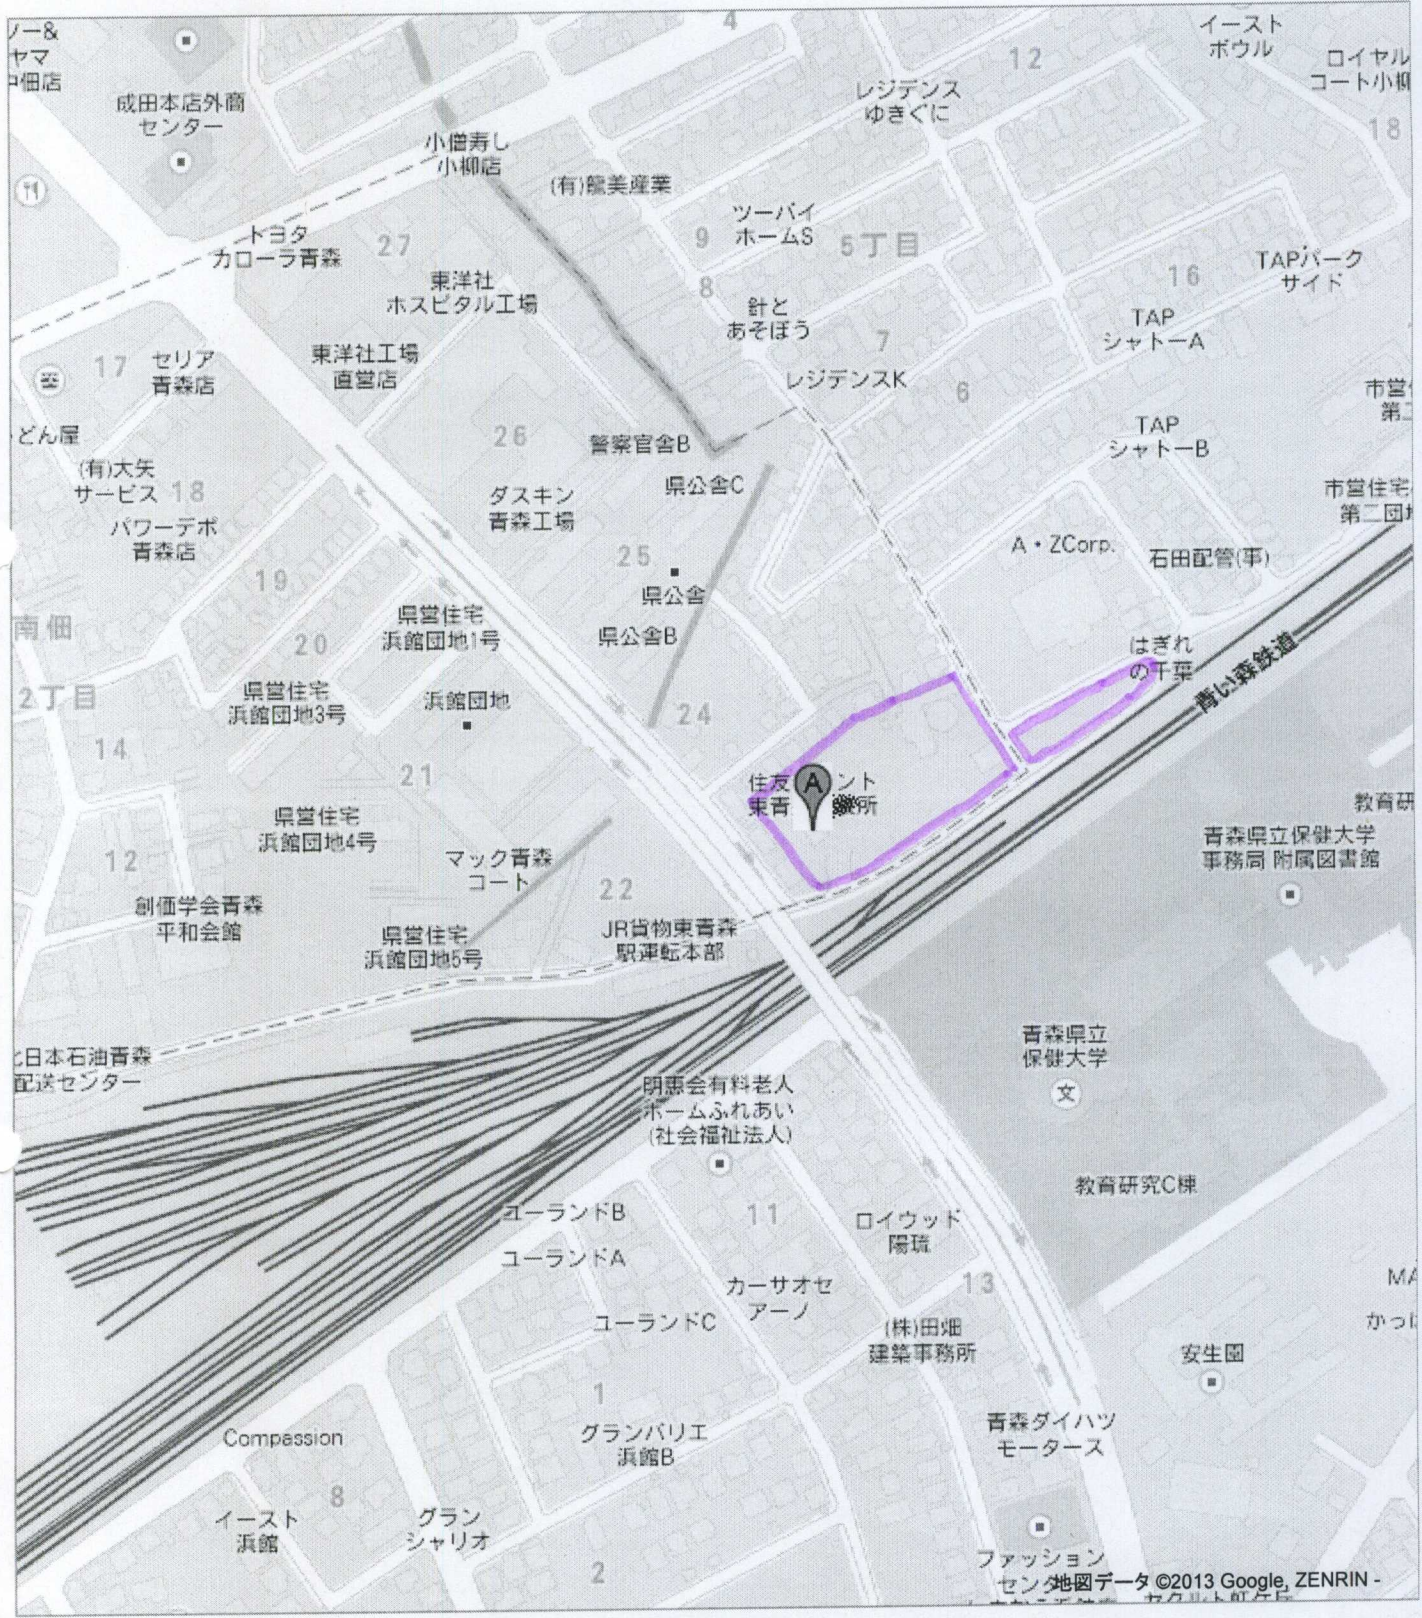 4
イースト
ボウル
ノー&
ヤマ
佃店
12
ロイヤル
コート小柳
成田本店外商
センター
レジデンス
ゆきぐに
18
小僧寿し
小柳店
(有)龍美産業
ツーバイ
ホームS
トヨタ
カローラ青森
27
9
5丁目
TAPパーク
サイド
東洋社
ホスピタル工場
16
8
針と
あそぼう
TAP
シャトーA
東洋社工場
直営店
7
17
セリア
青森店
レジデンスK
6
市営
第二
どん屋
26
警察官舎B
TAP
シャトーB
(有)大矢
サービス
18
県公舎C
ダスキン
青森工場
市営住宅
第二団地
パワーデポ
青森店
A・ZCorp.
石田配管(事)
25
19
県公舎
県営住宅
浜館団地1号
南佃
県公舎B
20
はぎれ
の千葉
青い森鉄道
2丁目
県営住宅
浜館団地3号
浜館団地
24
14
21
住友
A
ント
東青
所
教育研
県営住宅
浜館団地4号
青森県立保健大学
事務局 附属図書館
12
マック青森
コート
22
創価学会青森
平和会館
県営住宅
浜館団地5号
JR貨物東青森
駅運転本部
日本石油青森
配送センター
青森県立
保健大学
文
明恵会有料老人
ホームふれあい
(社会福祉法人)
教育研究C棟
ユーランドB
11
ロイウッド
陽琉
ユーランドA
カーサオセ
アーノ
13
MA
ユーランドC
(株)田畑
建築事務所
かっぱ
安生園
1
青森ダイハツ
モータース
Compassion
グランバリエ
浜館B
8
イースト
浜館
グラン
シャリオ
2
ファッション
センター
地図データ ©2013 Google, ZENRIN -